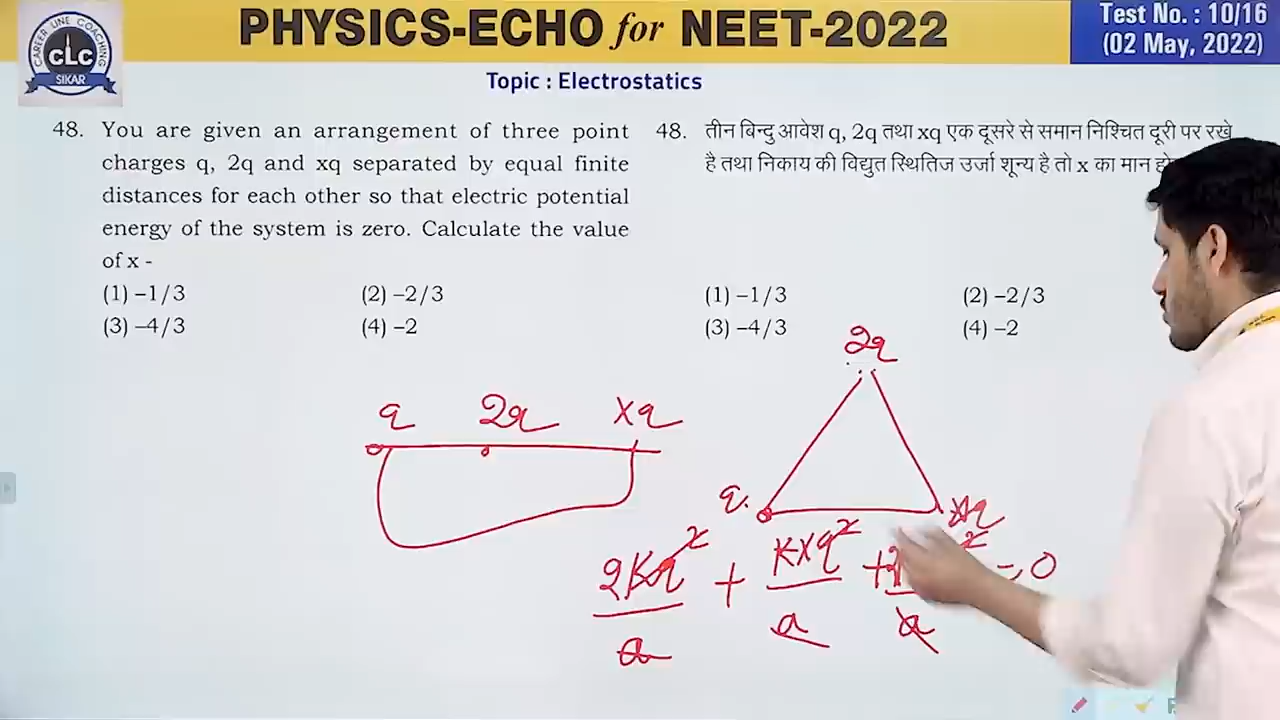 CAREER LINE COACHING
CLC
SIKAR
PHYSICS-ECHO for NEET-2022
Test No. : 10/16
(02 May, 2022)
Topic : Electrostatics
48. You are given an arrangement of three point
charges q, 2q and xq separated by equal finite
distances for each other so that electric potential
energy of the system is zero. Calculate the value
of x -
(1) –1/3 (2) –2/3
(3) –4/3 (4) –2
48. तीन बिन्दु आवेश q, 2q तथा xq एक दूसरे से समान निश्चित दूरी पर रखे
है तथा निकाय की विद्युत स्थितिज उर्जा शून्य है तो x का मान
(1) –1/3 (2) –2/3
(3) –4/3 (4) –2
2q
q 2q xq
q. xq
2Kq² + Kxq² + ² = 0
a a a